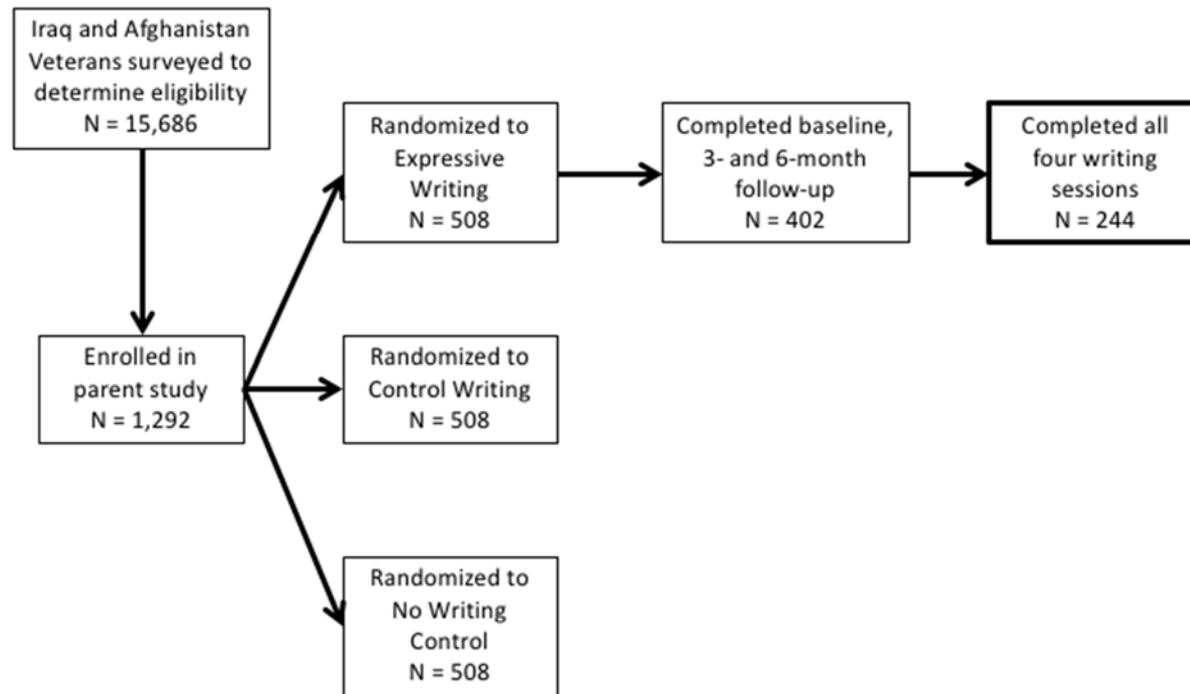 Iraq and Afghanistan
Veterans surveyed to
determine eligibility
N = 15,686
Enrolled in
parent study
N = 1,292
Randomized to
Expressive
Writing
N = 508
Completed baseline,
3- and 6-month
follow-up
N = 402
Completed all
four writing
sessions
N = 244
Randomized to
Control Writing
N = 508
Randomized to
No Writing
Control
N = 508